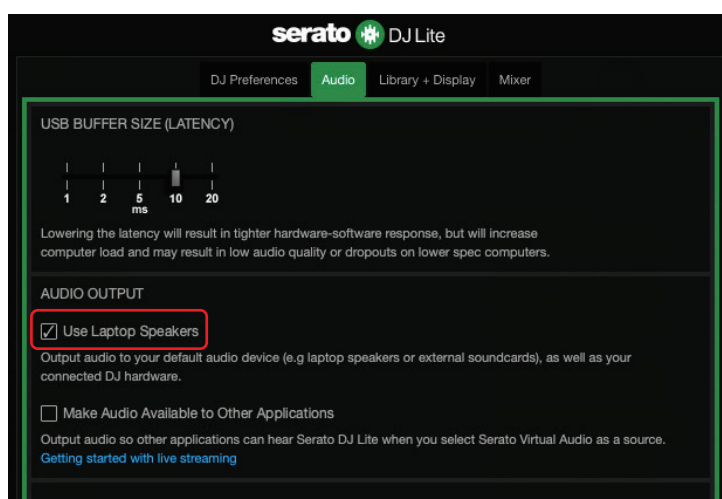 serato DJ Lite
DJ Preferences Audio Library + Display Mixer
USB BUFFER SIZE (LATENCY)
1 2 5 10 20
ms
Lowering the latency will result in tighter hardware-software response, but will increase
computer load and may result in low audio quality or dropouts on lower spec computers.
AUDIO OUTPUT
Use Laptop Speakers
Output audio to your default audio device (e.g laptop speakers or external soundcards), as well as your
connected DJ hardware.
Make Audio Available to Other Applications
Output audio so other applications can hear Serato DJ Lite when you select Serato Virtual Audio as a source.
Getting started with live streaming